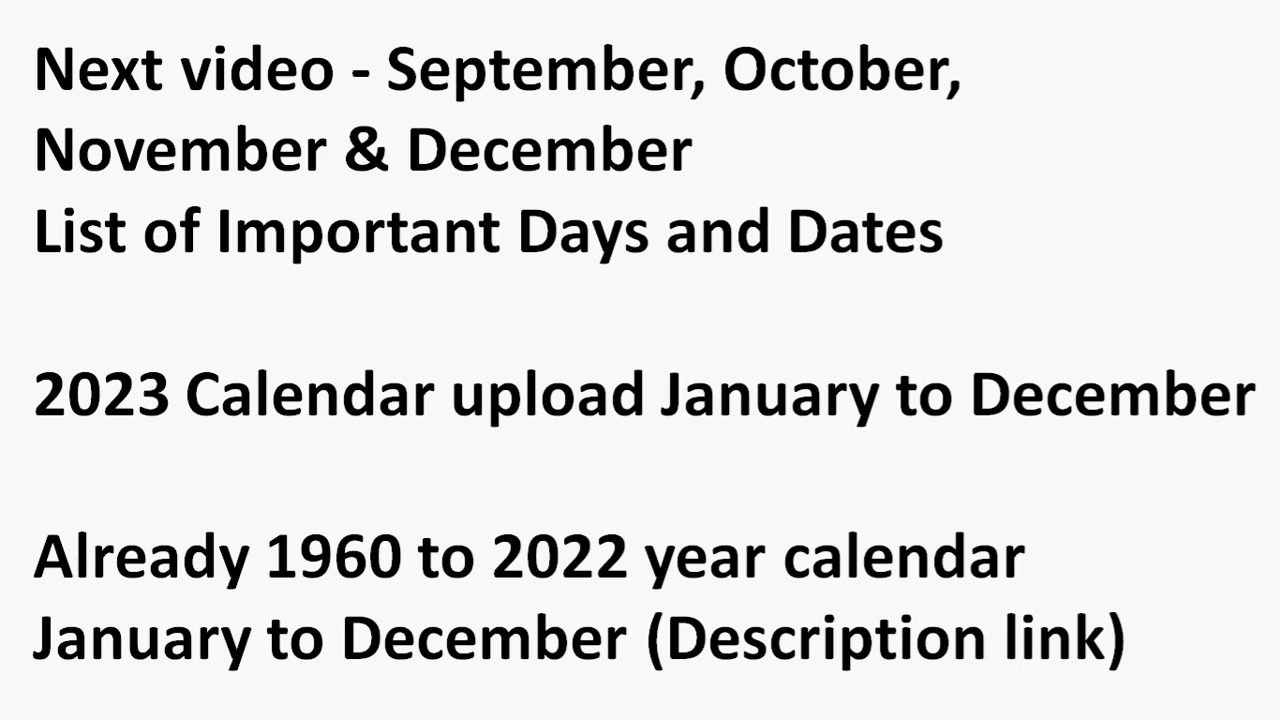 Next video - September, October,
November & December
List of Important Days and Dates
2023 Calendar upload January to December
Already 1960 to 2022 year calendar
January to December (Description link)